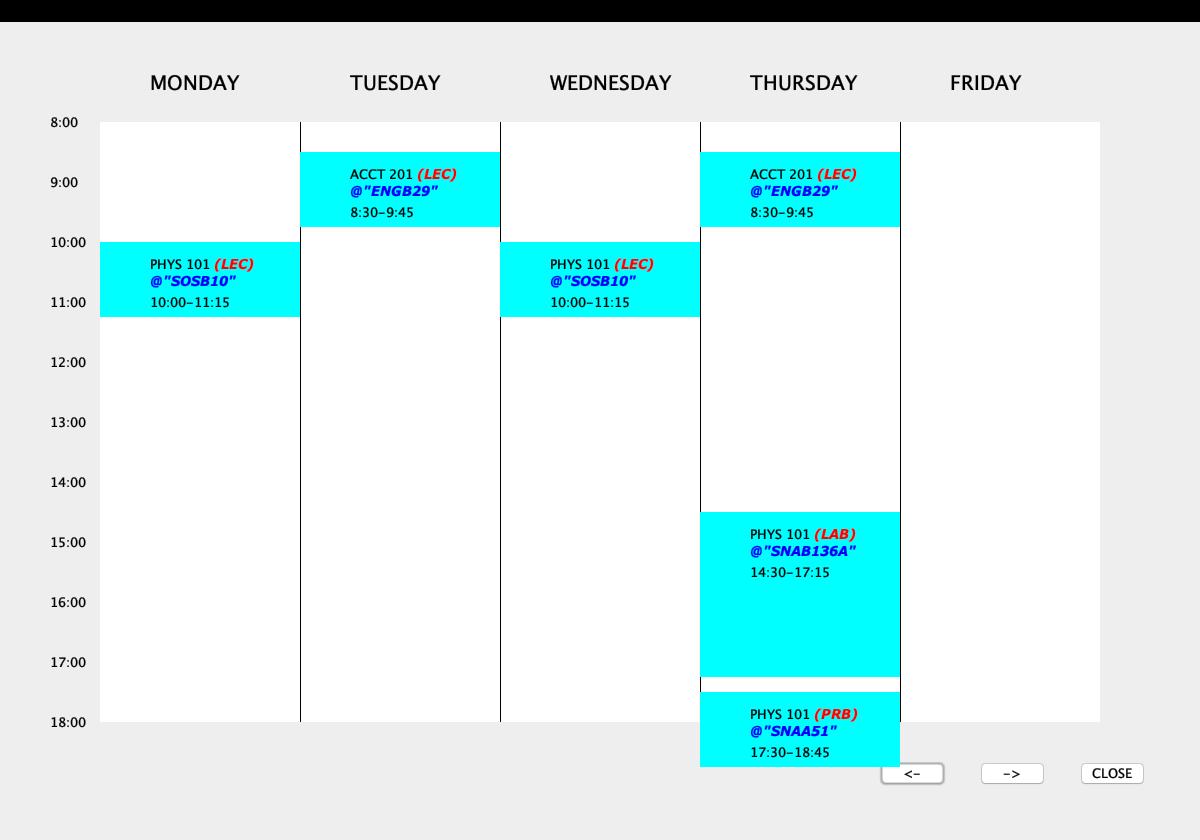 MONDAY TUESDAY WEDNESDAY THURSDAY FRIDAY
8:00
ACCT 201 (LEC) ACCT 201 (LEC)
9:00
@"ENGB29" @"ENGB29"
8:30-9:45 8:30-9:45
10:00
PHYS 101 (LEC) PHYS 101 (LEC)
@"SOSB10" @"SOSB10"
11:00 10:00-11:15 10:00-11:15
12:00
13:00
14:00
15:00 PHYS 101 (LAB)
@"SNAB136A"
14:30-17:15
16:00
17:00
18:00 PHYS 101 (PRB)
@"SNAA51"
17:30-18:45
<- -> CLOSE